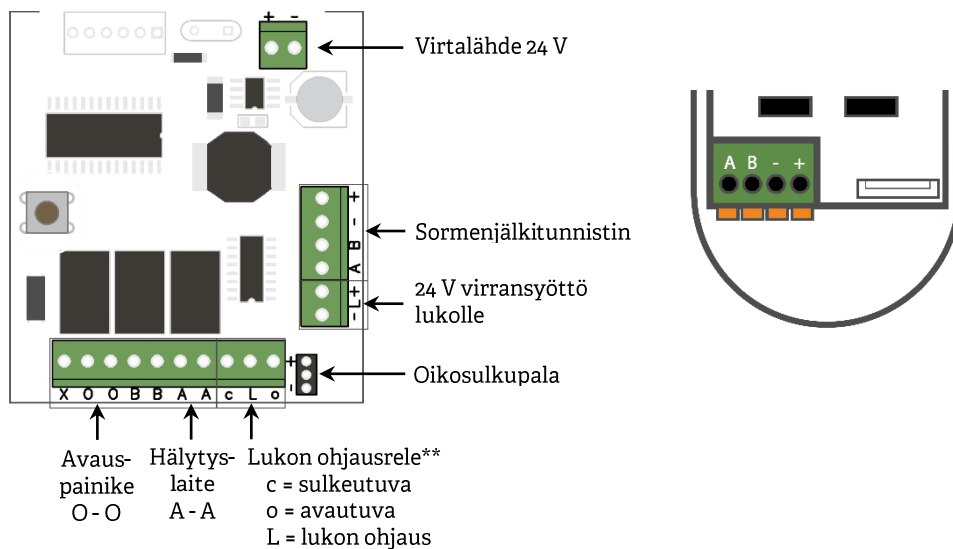 + -
Virtalähde 24 V
A B - +
+
-
B
A
Sormenjälkitunnistin
+
L
-
24 V virransyöttö
lukolle
+
-
Oikosulkupala
X O O B B A A c L o
Avaus-
painike
O - O
Hälytys-
laite
A - A
Lukon ohjausrele**
c = sulkeutuva
o = avautuva
L = lukon ohjaus